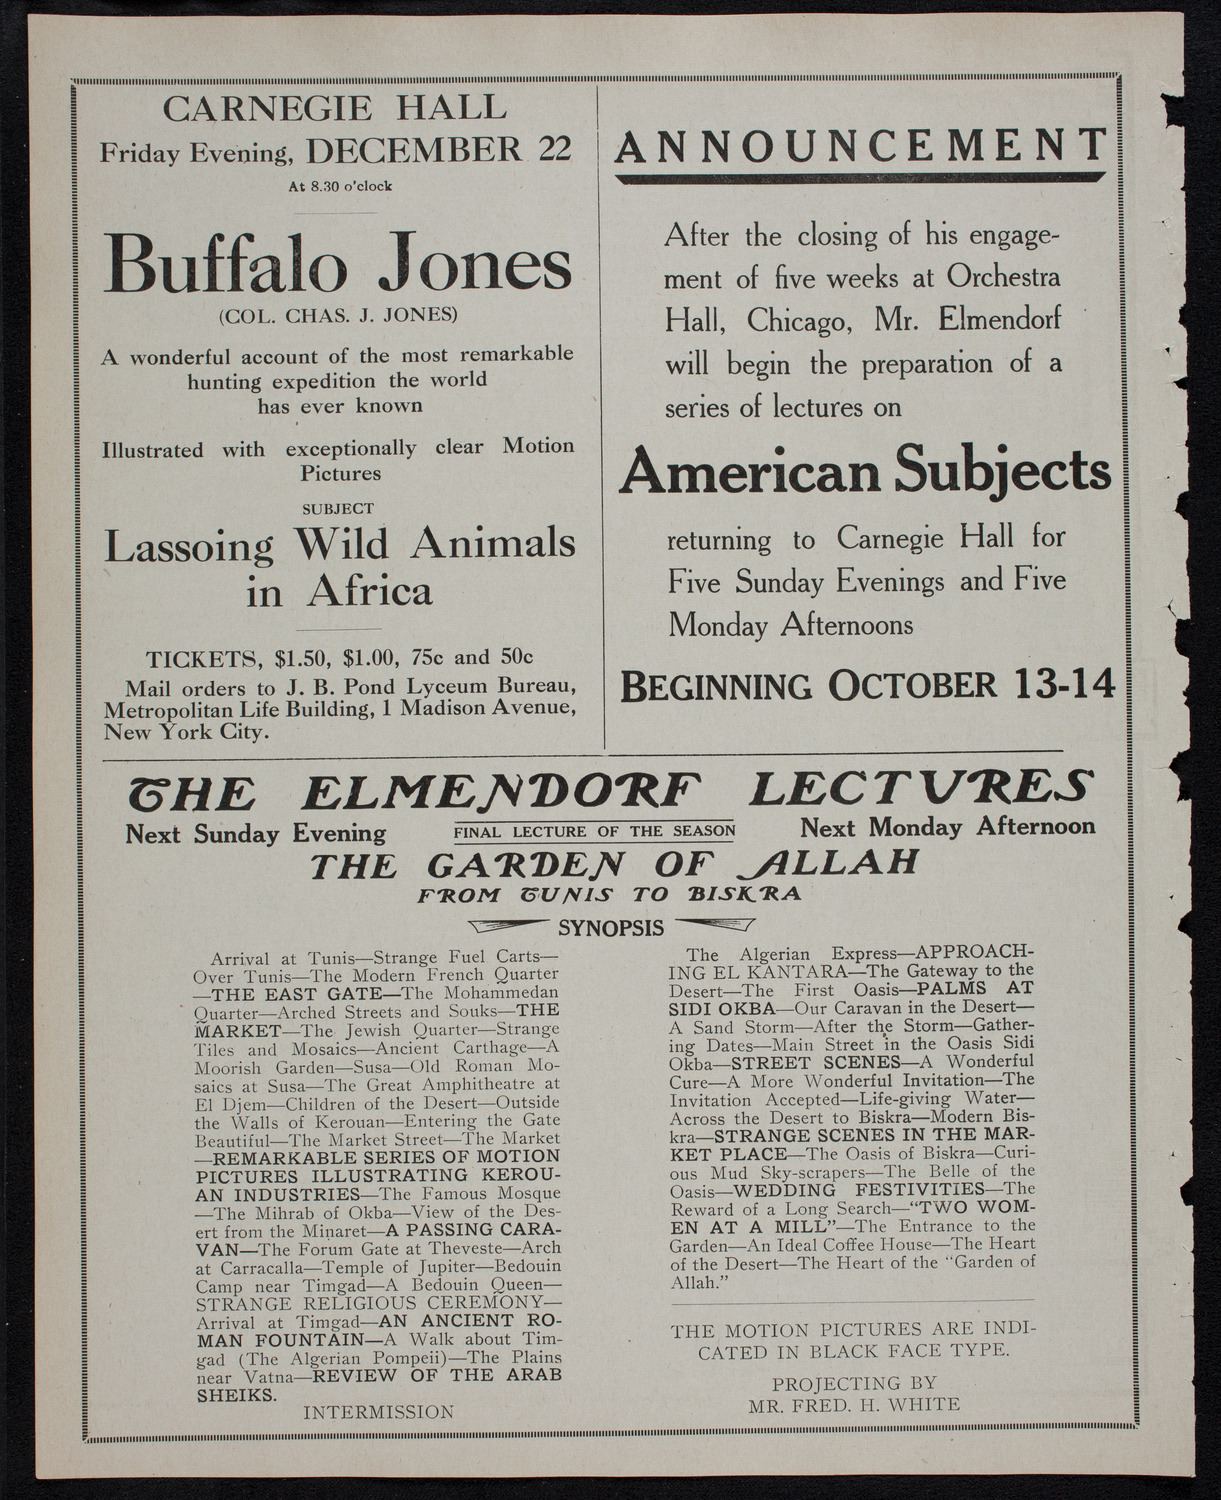 CARNEGIE HALL
Friday Evening, DECEMBER 22
At 8.30 o'clock
Buffalo Jones
(COL. CHAS. J. JONES)
A wonderful account of the most remarkable
hunting expedition the world
has ever known
Illustrated with exceptionally clear Motion
Pictures
SUBJECT
Lassoing Wild Animals
in Africa
TICKETS, $1.50, $1.00, 75c and 50c
Mail orders to J. B. Pond Lyceum Bureau,
Metropolitan Life Building, 1 Madison Avenue,
New York City.
ANNOUNCEMENT
After the closing of his engage-
ment of five weeks at Orchestra
Hall, Chicago, Mr. Elmendorf
will begin the preparation of a
series of lectures on
American Subjects
returning to Carnegie Hall for
Five Sunday Evenings and Five
Monday Afternoons
BEGINNING OCTOBER 13-14
THE ELMENDORF LECTURES
Next Sunday Evening FINAL LECTURE OF THE SEASON Next Monday Afternoon
THE GARDEN OF ALLAH
FROM TUNIS TO BISKRA
SYNOPSIS
Arrival at Tunis—Strange Fuel Carts—
Over Tunis—The Modern French Quarter
—THE EAST GATE—The Mohammedan
Quarter—Arched Streets and Souks—THE
MARKET—The Jewish Quarter—Strange
Tiles and Mosaics—Ancient Carthage—A
Moorish Garden—Susa—Old Roman Mo-
saics at Susa—The Great Amphitheatre at
El Djem—Children of the Desert—Outside
the Walls of Kerouan—Entering the Gate
Beautiful—The Market Street—The Market
—REMARKABLE SERIES OF MOTION
PICTURES ILLUSTRATING KEROU-
AN INDUSTRIES—The Famous Mosque
—The Mihrab of Okba—View of the Des-
ert from the Minaret—A PASSING CARA-
VAN—The Forum Gate at Theveste—Arch
at Carracalla—Temple of Jupiter—Bedouin
Camp near Timgad—A Bedouin Queen—
STRANGE RELIGIOUS CEREMONY—
Arrival at Timgad—AN ANCIENT RO-
MAN FOUNTAIN—A Walk about Tim-
gad (The Algerian Pompeii)—The Plains
near Vatna—REVIEW OF THE ARAB
SHEIKS.
INTERMISSION
The Algerian Express—APPROACH-
ING EL KANTARA—The Gateway to the
Desert—The First Oasis—PALMS AT
SIDI OKBA—Our Caravan in the Desert—
A Sand Storm—After the Storm—Gather-
ing Dates—Main Street in the Oasis Sidi
Okba—STREET SCENES—A Wonderful
Cure—A More Wonderful Invitation—The
Invitation Accepted—Life-giving Water—
Across the Desert to Biskra—Modern Bis-
kra—STRANGE SCENES IN THE MAR-
KET PLACE—The Oasis of Biskra—Curi-
ous Mud Sky-scrapers—The Belle of the
Oasis—WEDDING FESTIVITIES—The
Reward of a Long Search—"TWO WOM-
EN AT A MILL"—The Entrance to the
Garden—An Ideal Coffee House—The Heart
of the Desert—The Heart of the "Garden of
Allah."
THE MOTION PICTURES ARE INDI-
CATED IN BLACK FACE TYPE.
PROJECTING BY
MR. FRED. H. WHITE